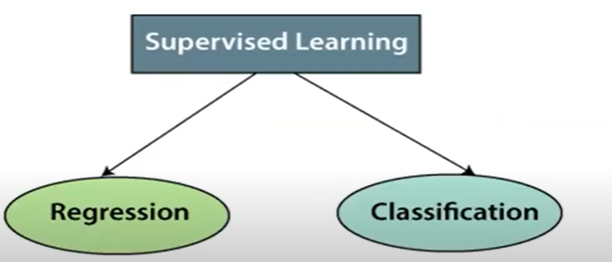 Supervised Learning
Regression
Classification